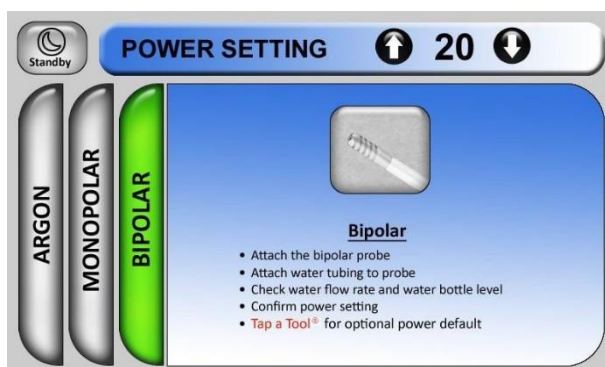 Standby
POWER SETTING 20
ARGON
MONOPOLAR
BIPOLAR
Bipolar
• Attach the bipolar probe
• Attach water tubing to probe
• Check water flow rate and water bottle level
• Confirm power setting
• Tap a Tool® for optional power default